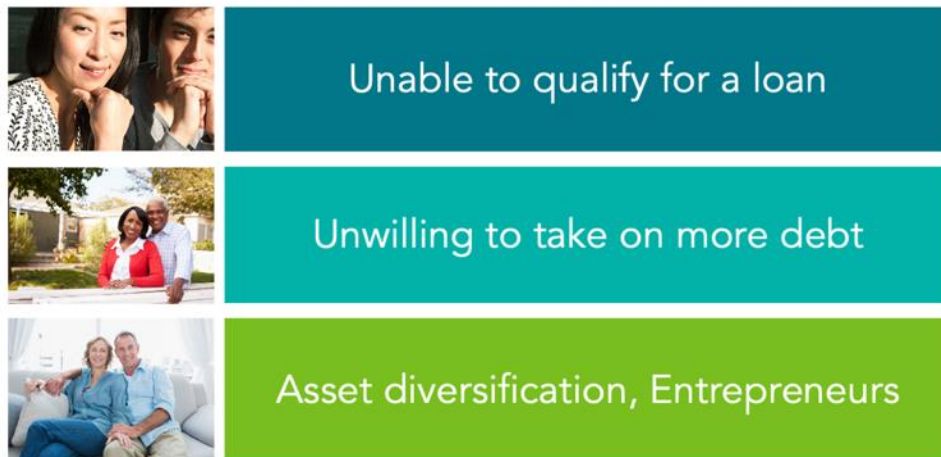 Unable to qualify for a loan
Unwilling to take on more debt
Asset diversification, Entrepreneurs